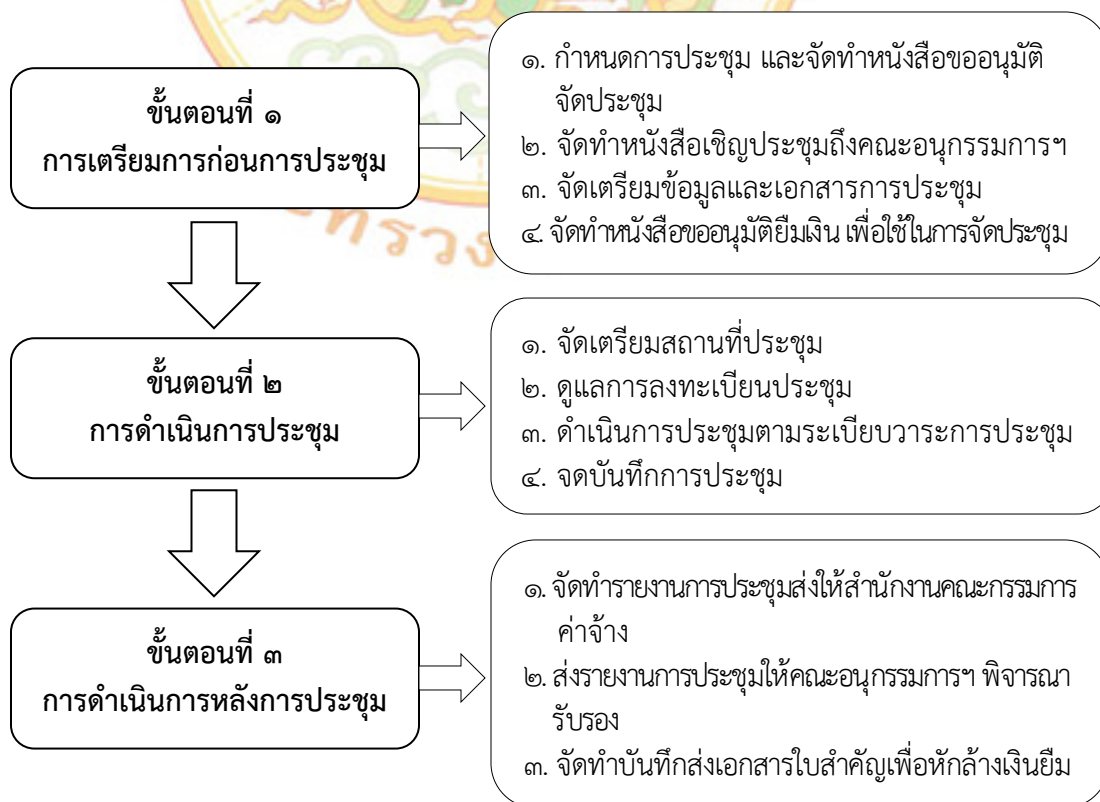 ขั้นตอนที่ ๑
การเตรียมการก่อนการประชุม
๑. กำหนดการประชุม และจัดทำหนังสือขออนุมัติ
จัดประชุม
๒. จัดทำหนังสือเชิญประชุมถึงคณะอนุกรรมการฯ
๓. จัดเตรียมข้อมูลและเอกสารการประชุม
๔. จัดทำหนังสือขออนุมัติยืมเงิน เพื่อใช้ในการจัดประชุม
ขั้นตอนที่ ๒
การดำเนินการประชุม
๑. จัดเตรียมสถานที่ประชุม
๒. ดูแลการลงทะเบียนประชุม
๓. ดำเนินการประชุมตามระเบียบวาระการประชุม
๔. จดบันทึกการประชุม
ขั้นตอนที่ ๓
การดำเนินการหลังการประชุม
๑. จัดทำรายงานการประชุมส่งให้สำนักงานคณะกรรมการ
ค่าจ้าง
๒. ส่งรายงานการประชุมให้คณะอนุกรรมการฯ พิจารณา
รับรอง
๓. จัดทำบันทึกส่งเอกสารใบสำคัญเพื่อหักล้างเงินยืม